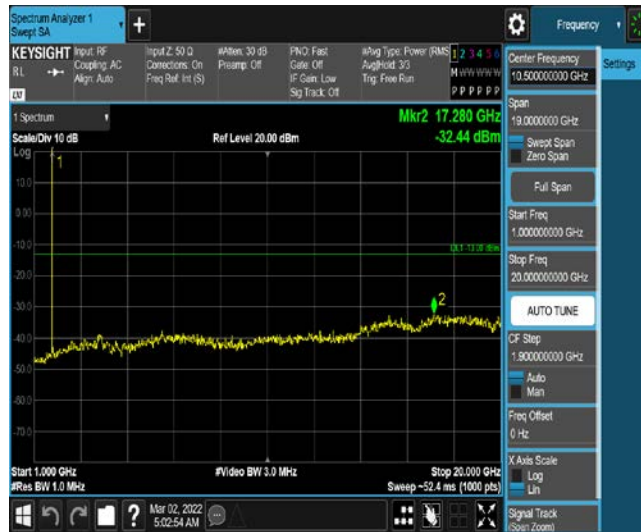 Spectrum Analyzer 1
Swept SA
+
Frequency
KEYSIGHT
RL
LXI
Input: RF
Coupling: AC
Align: Auto
Input Z: 50 Ω
Corrections: On
Freq Ref: Int (S)
#Atten: 30 dB
Preamp: Off
PNO: Fast
Gate: Off
IF Gain: Low
Sig Track: Off
#Avg Type: Power (RMS
Avg|Hold: 3/3
Trig: Free Run
1 2 3 4 5 6
M W W W W W
P P P P P P
1 Spectrum
Scale/Div 10 dB
Log
Ref Level 20.00 dBm
Mkr2 17.280 GHz
-32.44 dBm
1
10.0
0.00
-10.0
DL1 -13.00 dBm
-20.0
2
-30.0
-40.0
-50.0
-60.0
-70.0
Start 1.000 GHz
#Res BW 1.0 MHz
#Video BW 3.0 MHz
Stop 20.000 GHz
Sweep ~52.4 ms (1000 pts)
Center Frequency
10.500000000 GHz
Settings
Span
19.0000000 GHz
Swept Span
Zero Span
Full Span
Start Freq
1.000000000 GHz
Stop Freq
20.000000000 GHz
AUTO TUNE
CF Step
1.900000000 GHz
Auto
Man
Freq Offset
0 Hz
X Axis Scale
Log
Lin
Signal Track
(Span Zoom)
?
Mar 02, 2022
5:02:54 AM